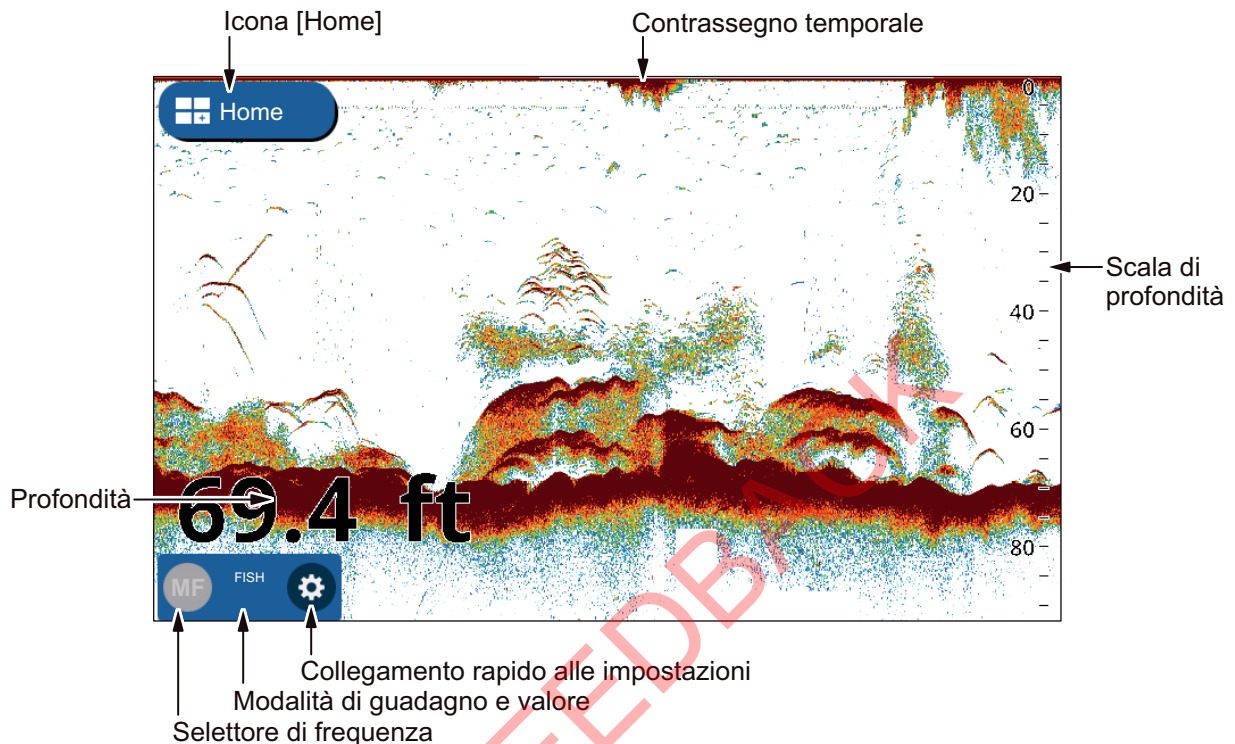 Icona [Home]
Contrassegno temporale
Home
0
20
Scala di
profondità
40
60
Profondità
69.4 ft
80
MF
FISH
Collegamento rapido alle impostazioni
Modalità di guadagno e valore
Selettore di frequenza
EEDBACK